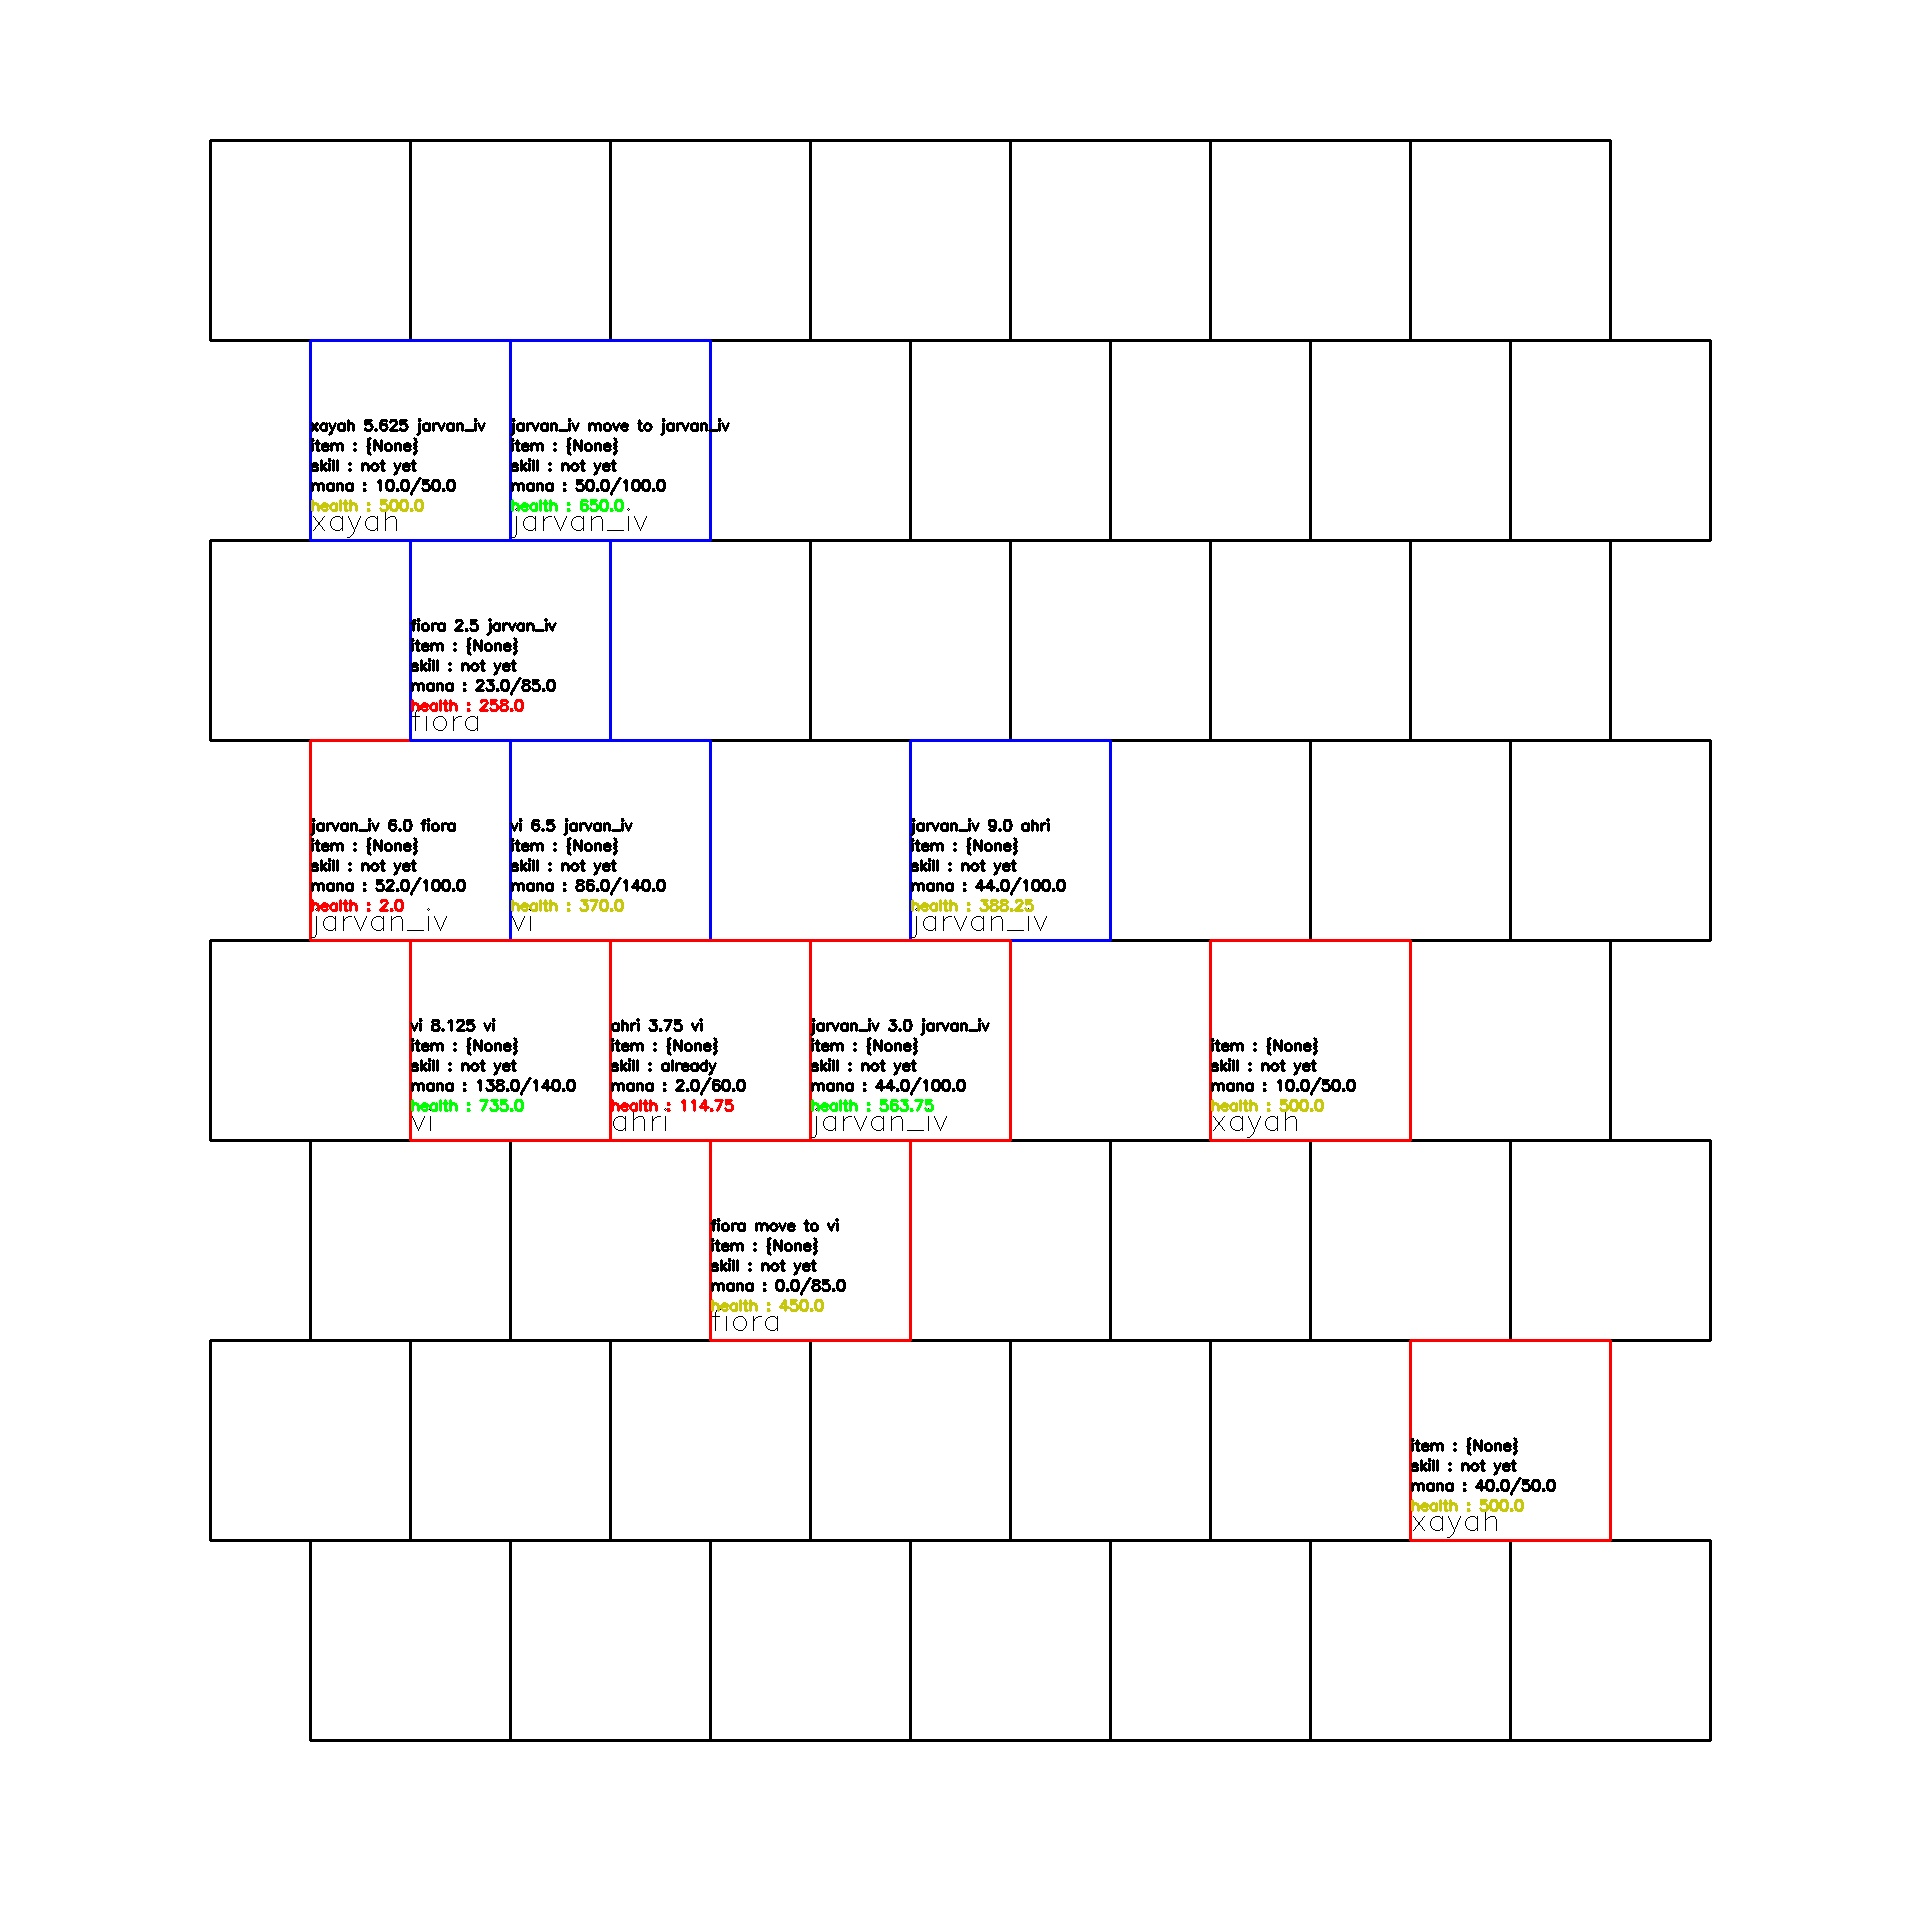 xayah 5.625 jarvan_iv
item : {None}
skill : not yet
mana : 10.0/50.0
health : 500.0
xayah
jarvan_iv move to jarvan_iv
item : {None}
skill : not yet
mana : 50.0/100.0
health : 650.0
jarvan_iv
fiora 2.5 jarvan_iv
item : {None}
skill : not yet
mana : 23.0/85.0
health : 258.0
fiora
jarvan_iv 6.0 fiora
item : {None}
skill : not yet
mana : 52.0/100.0
health : 2.0
jarvan_iv
vi 6.5 jarvan_iv
item : {None}
skill : not yet
mana : 86.0/140.0
health : 370.0
vi
jarvan_iv 9.0 ahri
item : {None}
skill : not yet
mana : 44.0/100.0
health : 388.25
jarvan_iv
vi 8.125 vi
item : {None}
skill : not yet
mana : 138.0/140.0
health : 735.0
vi
ahri 3.75 vi
item : {None}
skill : already
mana : 2.0/60.0
health : 114.75
ahri
jarvan_iv 3.0 jarvan_iv
item : {None}
skill : not yet
mana : 44.0/100.0
health : 563.75
jarvan_iv
item : {None}
skill : not yet
mana : 10.0/50.0
health : 500.0
xayah
fiora move to vi
item : {None}
skill : not yet
mana : 0.0/85.0
health : 450.0
fiora
item : {None}
skill : not yet
mana : 40.0/50.0
health : 500.0
xayah